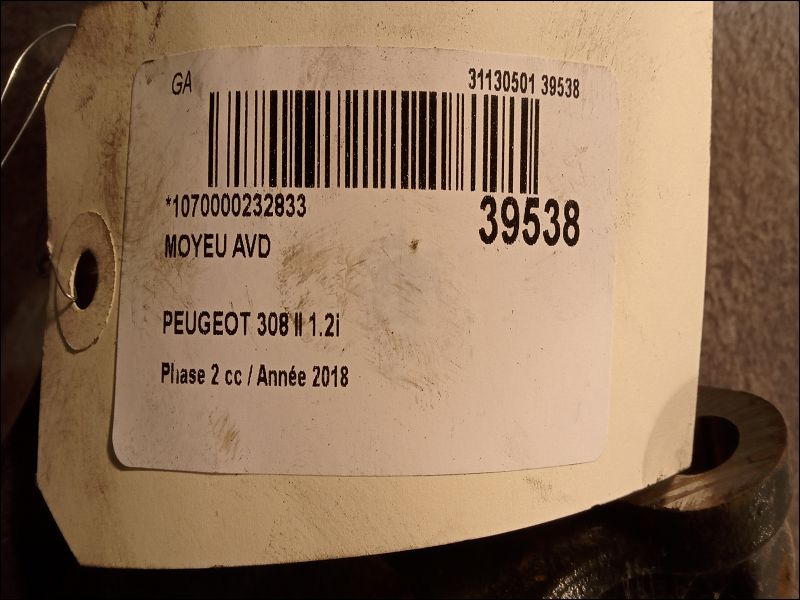 GA 31130501 39538
*1070000232833 39538
MOYEU AVD
PEUGEOT 308 II 1.2i
Phase 2 cc / Année 2018